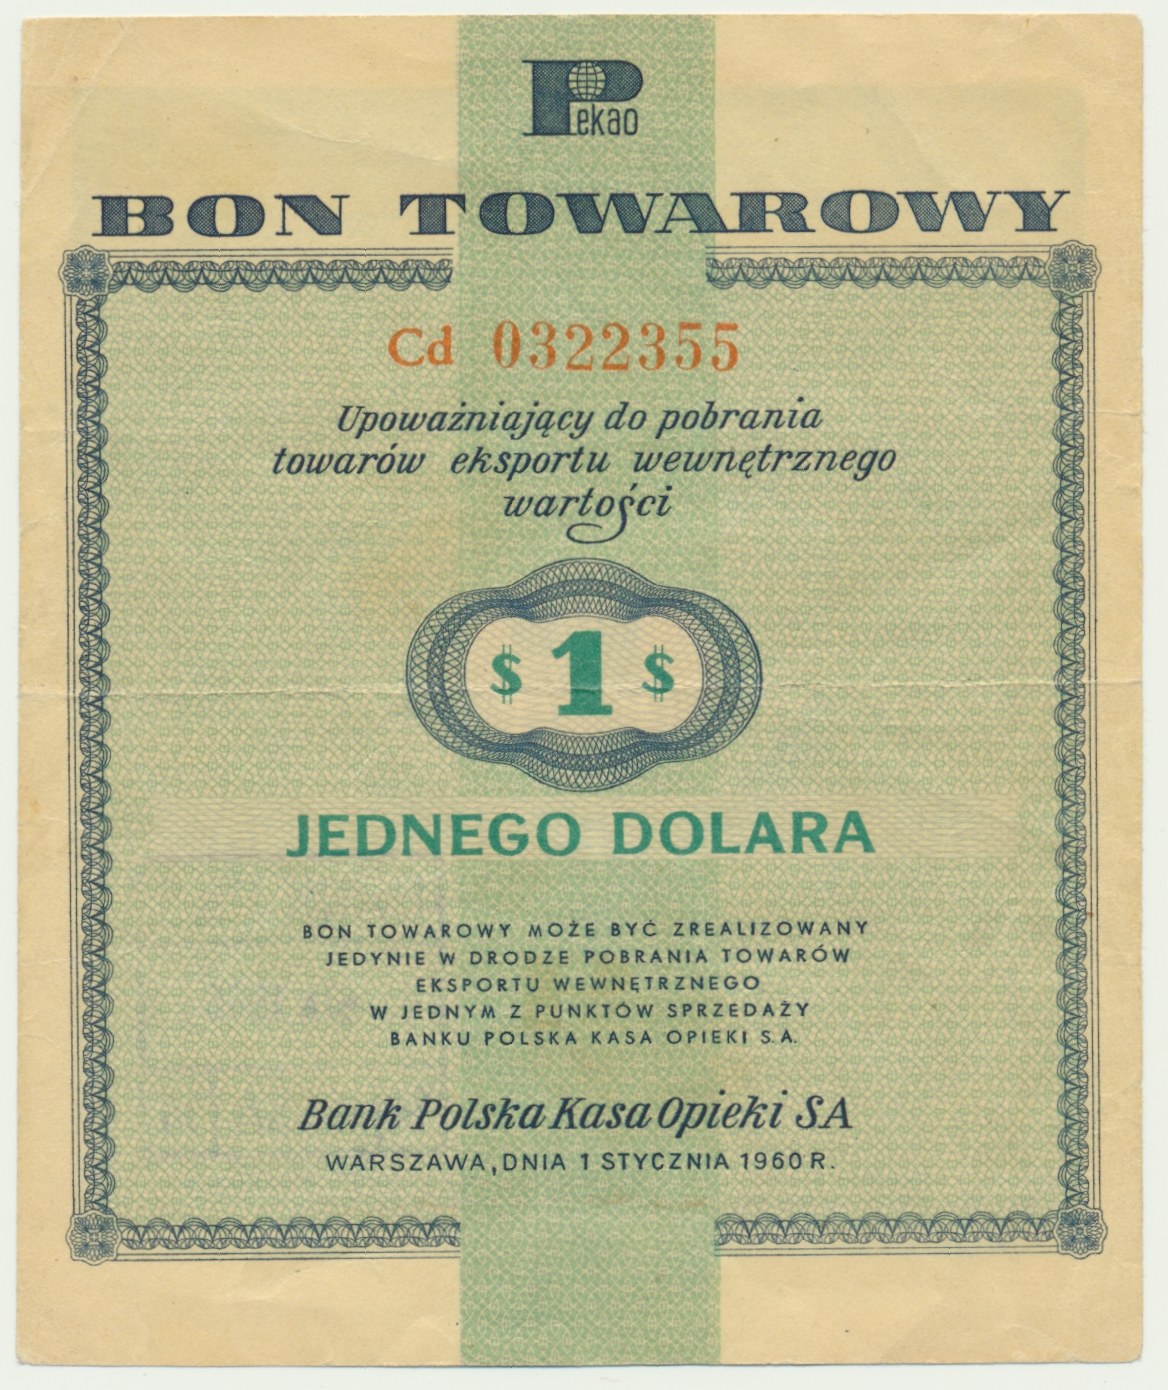 Pekao
BON TOWAROWY
Cd 0322355
Upoważniający do pobrania
towarów eksportu wewnętrznego
wartości
$ 1 $
JEDNEGO DOLARA
BON TOWAROWY MOŻE BYĆ ZREALIZOWANY
JEDYNIE W DRODZE POBRANIA TOWARÓW
EKSPORTU WEWNĘTRZNEGO
W JEDNYM Z PUNKTÓW SPRZEDAŻY
BANKU POLSKA KASA OPIEKI S.A.
Bank Polska Kasa Opieki SA
WARSZAWA, DNIA 1 STYCZNIA 1960 R.